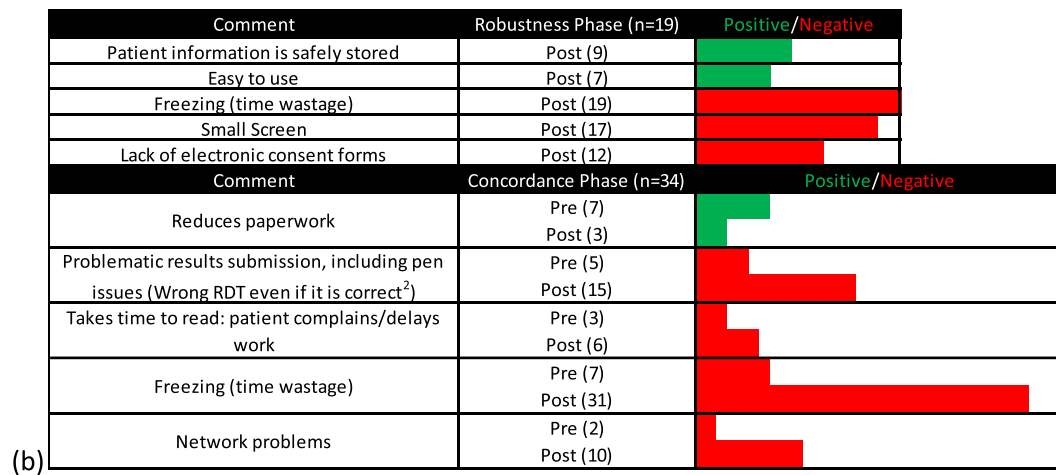 Comment Robustness Phase (n=19) Positive/Negative
Patient information is safely stored Post (9)
Easy to use Post (7)
Freezing (time wastage) Post (19)
Small Screen Post (17)
Lack of electronic consent forms Post (12)
Comment Concordance Phase (n=34) Positive/Negative
Reduces paperwork
Pre (7)
Post (3)
Problematic results submission, including pen
issues (Wrong RDT even if it is correct²)
Pre (5)
Post (15)
Takes time to read: patient complains/delays
work
Pre (3)
Post (6)
Freezing (time wastage)
Pre (7)
Post (31)
Network problems
Pre (2)
Post (10)
(b)